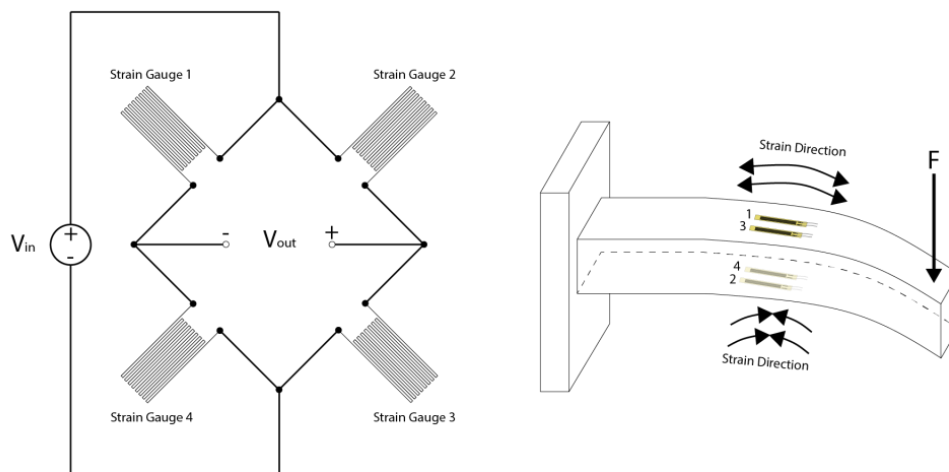 Strain Gauge 1
Strain Gauge 2
Vin
+
-
-
Vout
+
Strain Gauge 4
Strain Gauge 3
Strain Direction
F
1
3
4
2
Strain Direction